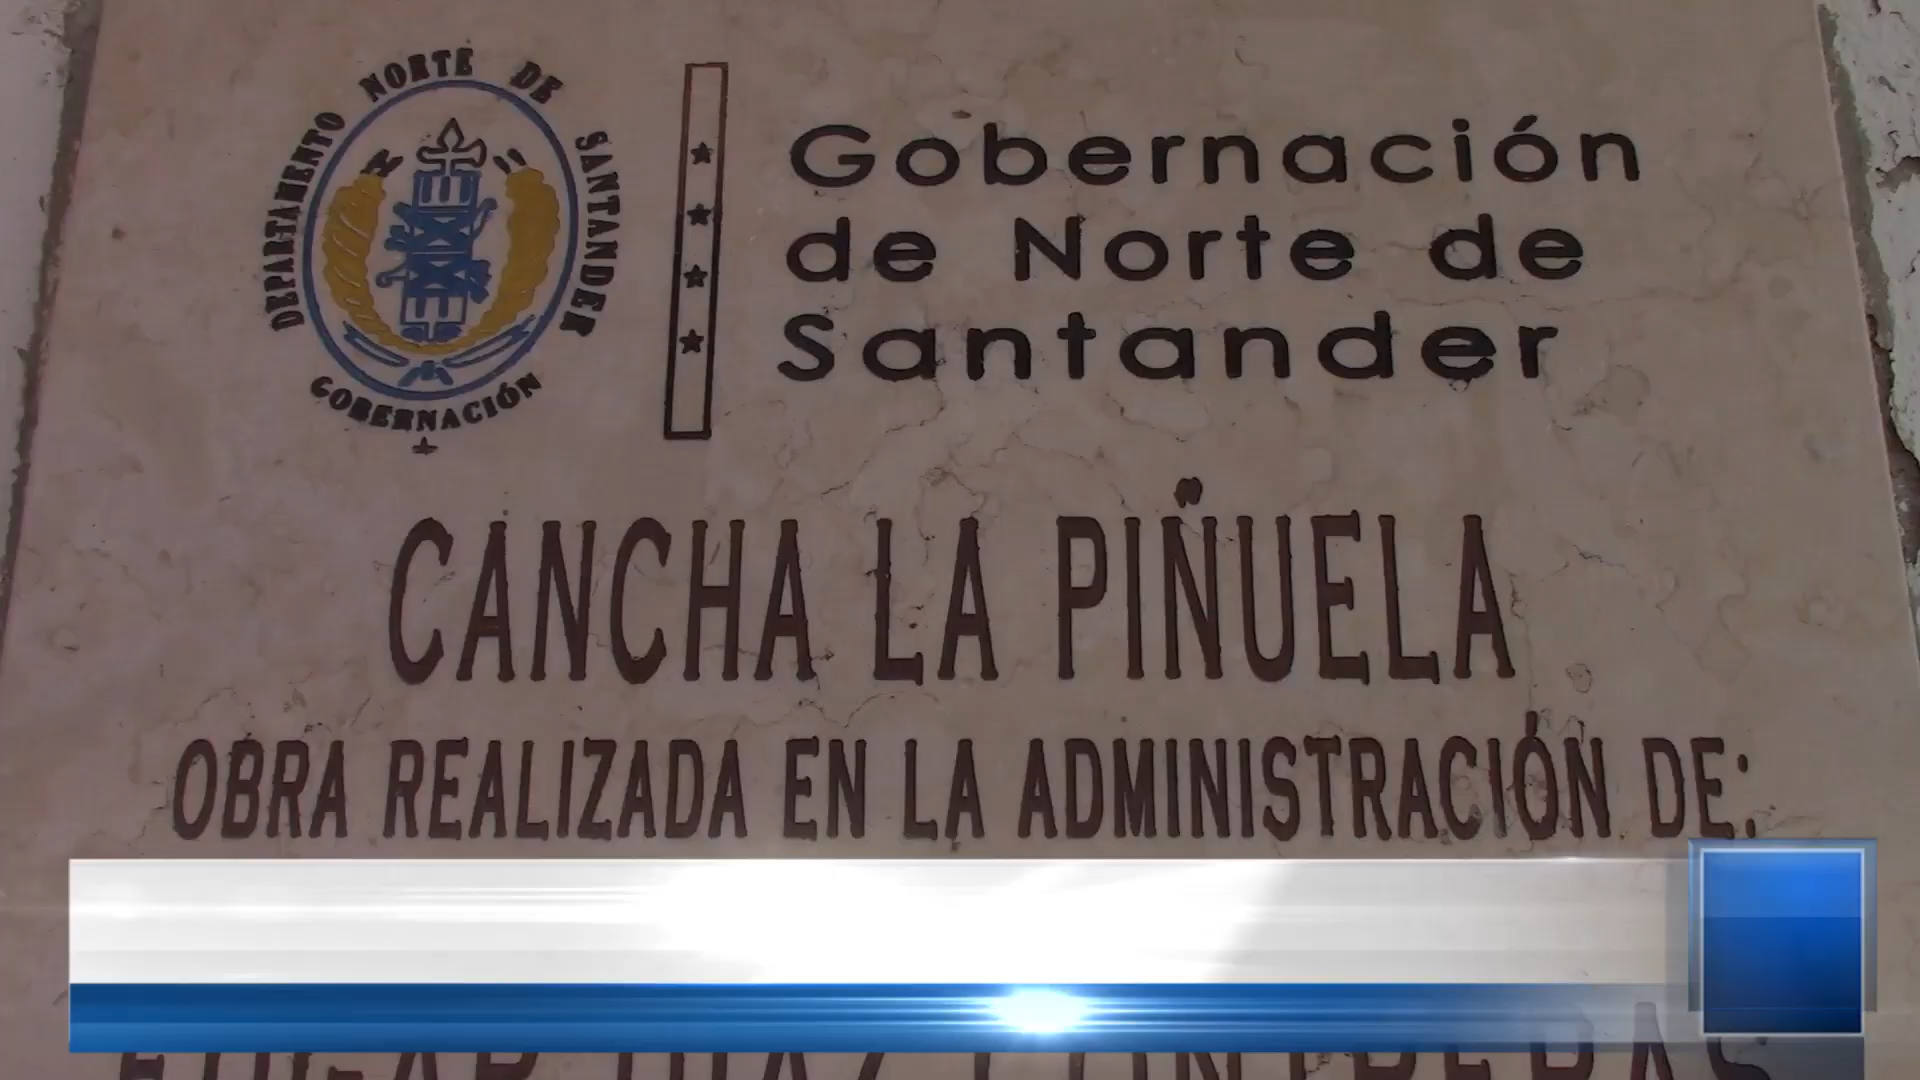 DEPARTAMENTO NORTE DE SANTANDER
GOBERNACIÓN
Gobernación
de Norte de
Santander
CANCHA LA PIÑUELA
OBRA REALIZADA EN LA ADMINISTRACIÓN DE: